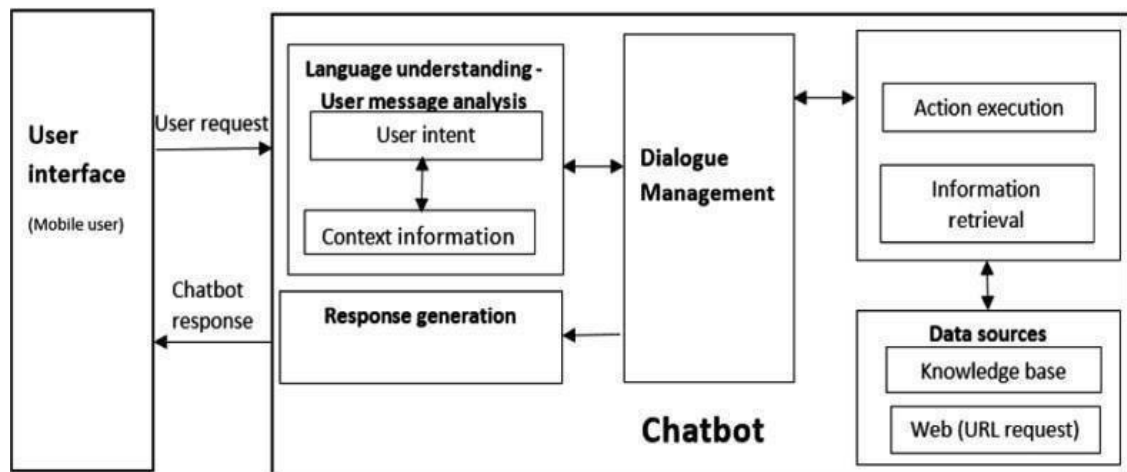 User
interface
(Mobile user)
User request
Chatbot
response
Language understanding -
User message analysis
User intent
Context information
Response generation
Dialogue
Management
Action execution
Information
retrieval
Data sources
Knowledge base
Web (URL request)
Chatbot